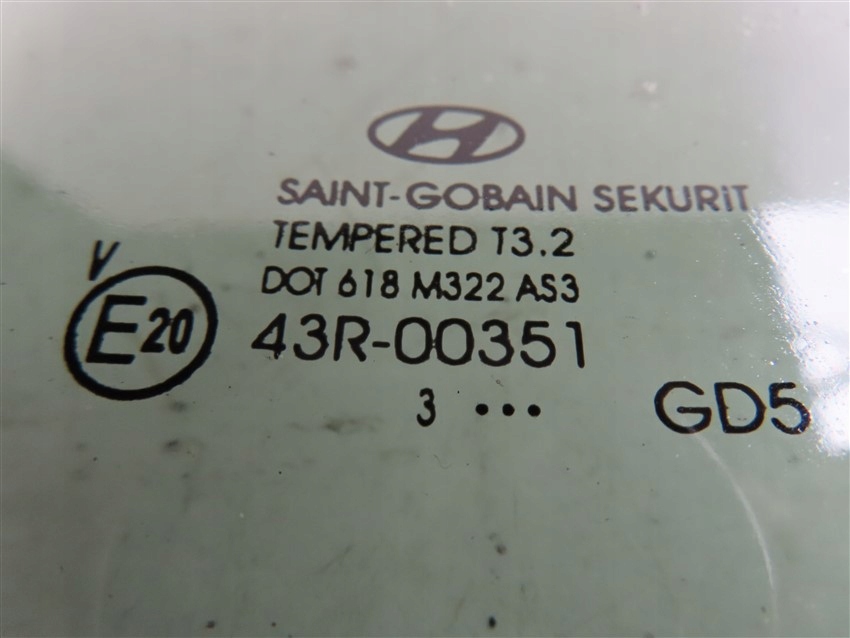 SAINT-GOBAIN SEKURiT
TEMPERED T3.2
V
DOT 618 M322 AS3
E20
43R-00351
3 •••
GD5